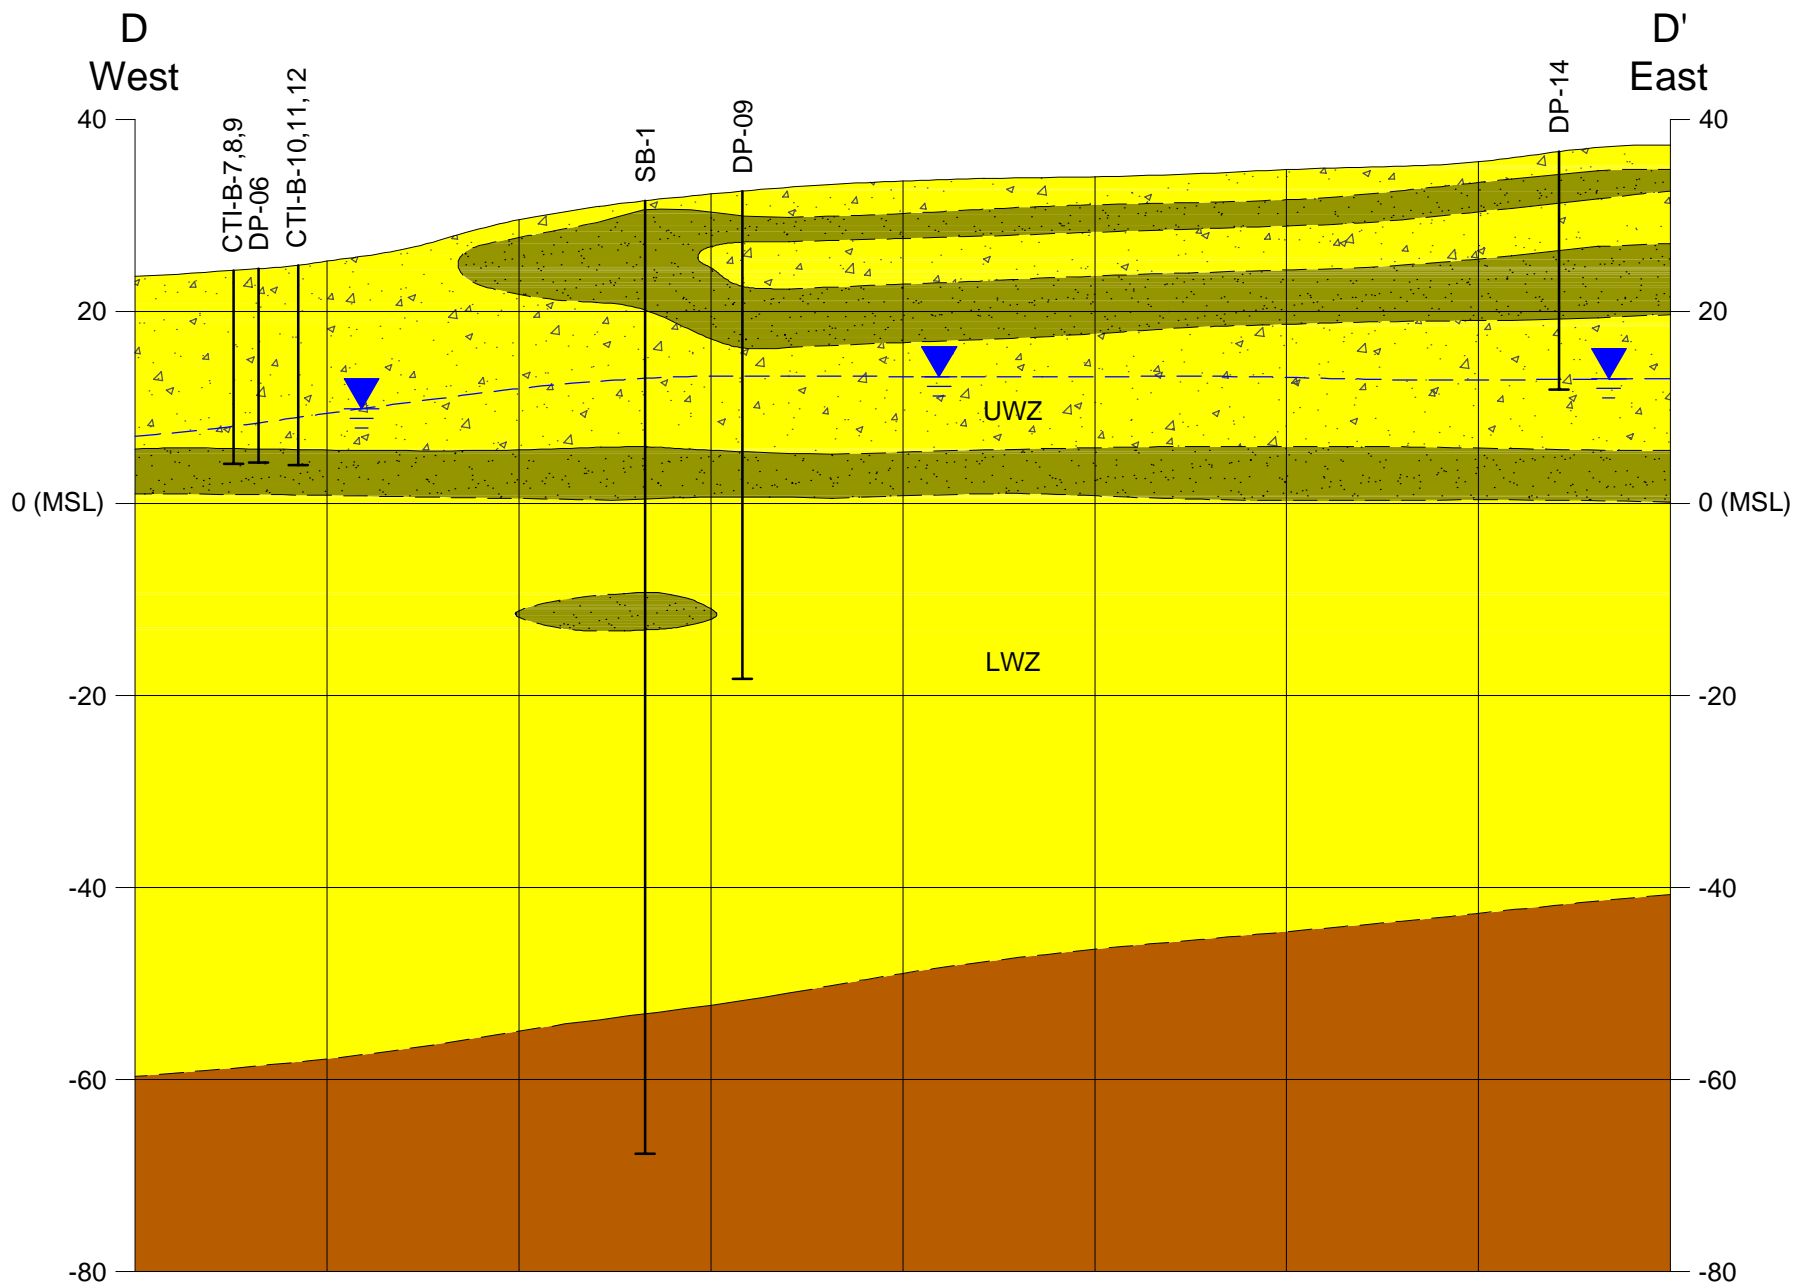 D
West
D'
East
CTI-B-7,8,9
DP-06
CTI-B-10,11,12
SB-1
DP-09
DP-14
40
40
20
20
UWZ
0 (MSL)
0 (MSL)
LWZ
-20
-20
-40
-40
-60
-60
-80
-80